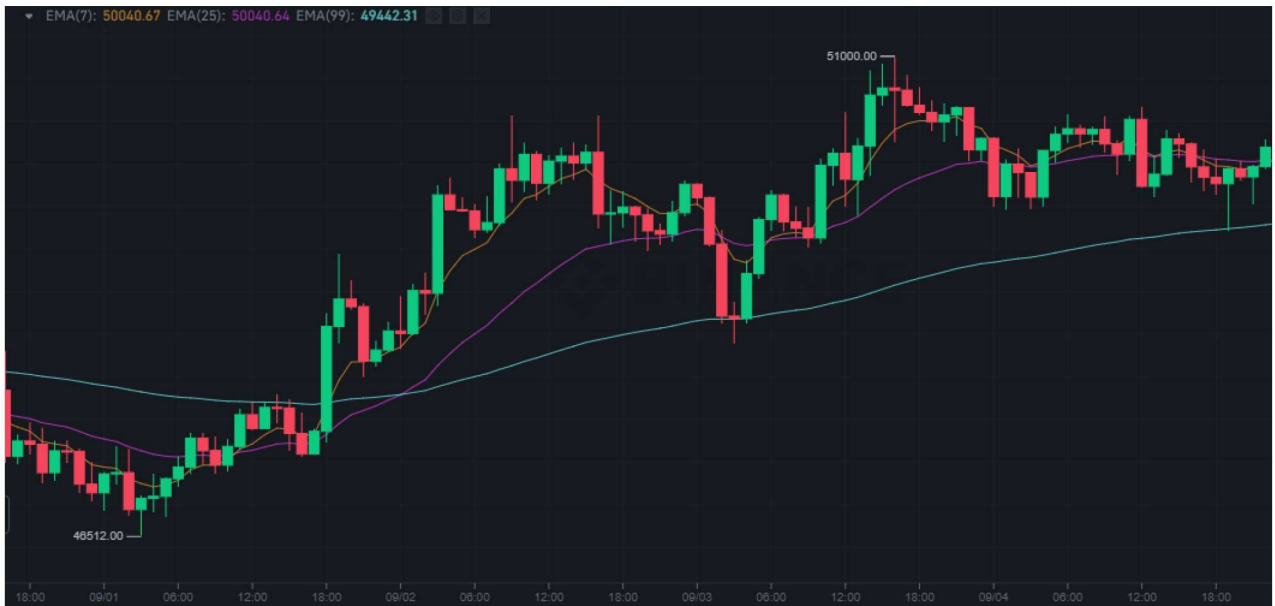 EMA(7): 50040.67 EMA(25): 50040.64 EMA(99): 49442.31
51000.00
BINANCE
46512.00
18:00 09/01 06:00 12:00 18:00 09/02 06:00 12:00 18:00 09/03 06:00 12:00 18:00 09/04 06:00 12:00 18:00